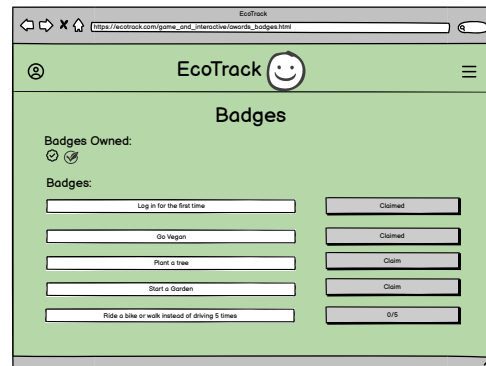 EcoTrack
https://ecotrack.com/game_and_interactive/awards_badges.html
EcoTrack
Badges
Badges Owned:
Badges:
Log in for the first time
Claimed
Go Vegan
Claimed
Plant a tree
Claim
Start a Garden
Claim
Ride a bike or walk instead of driving 5 times
0/5